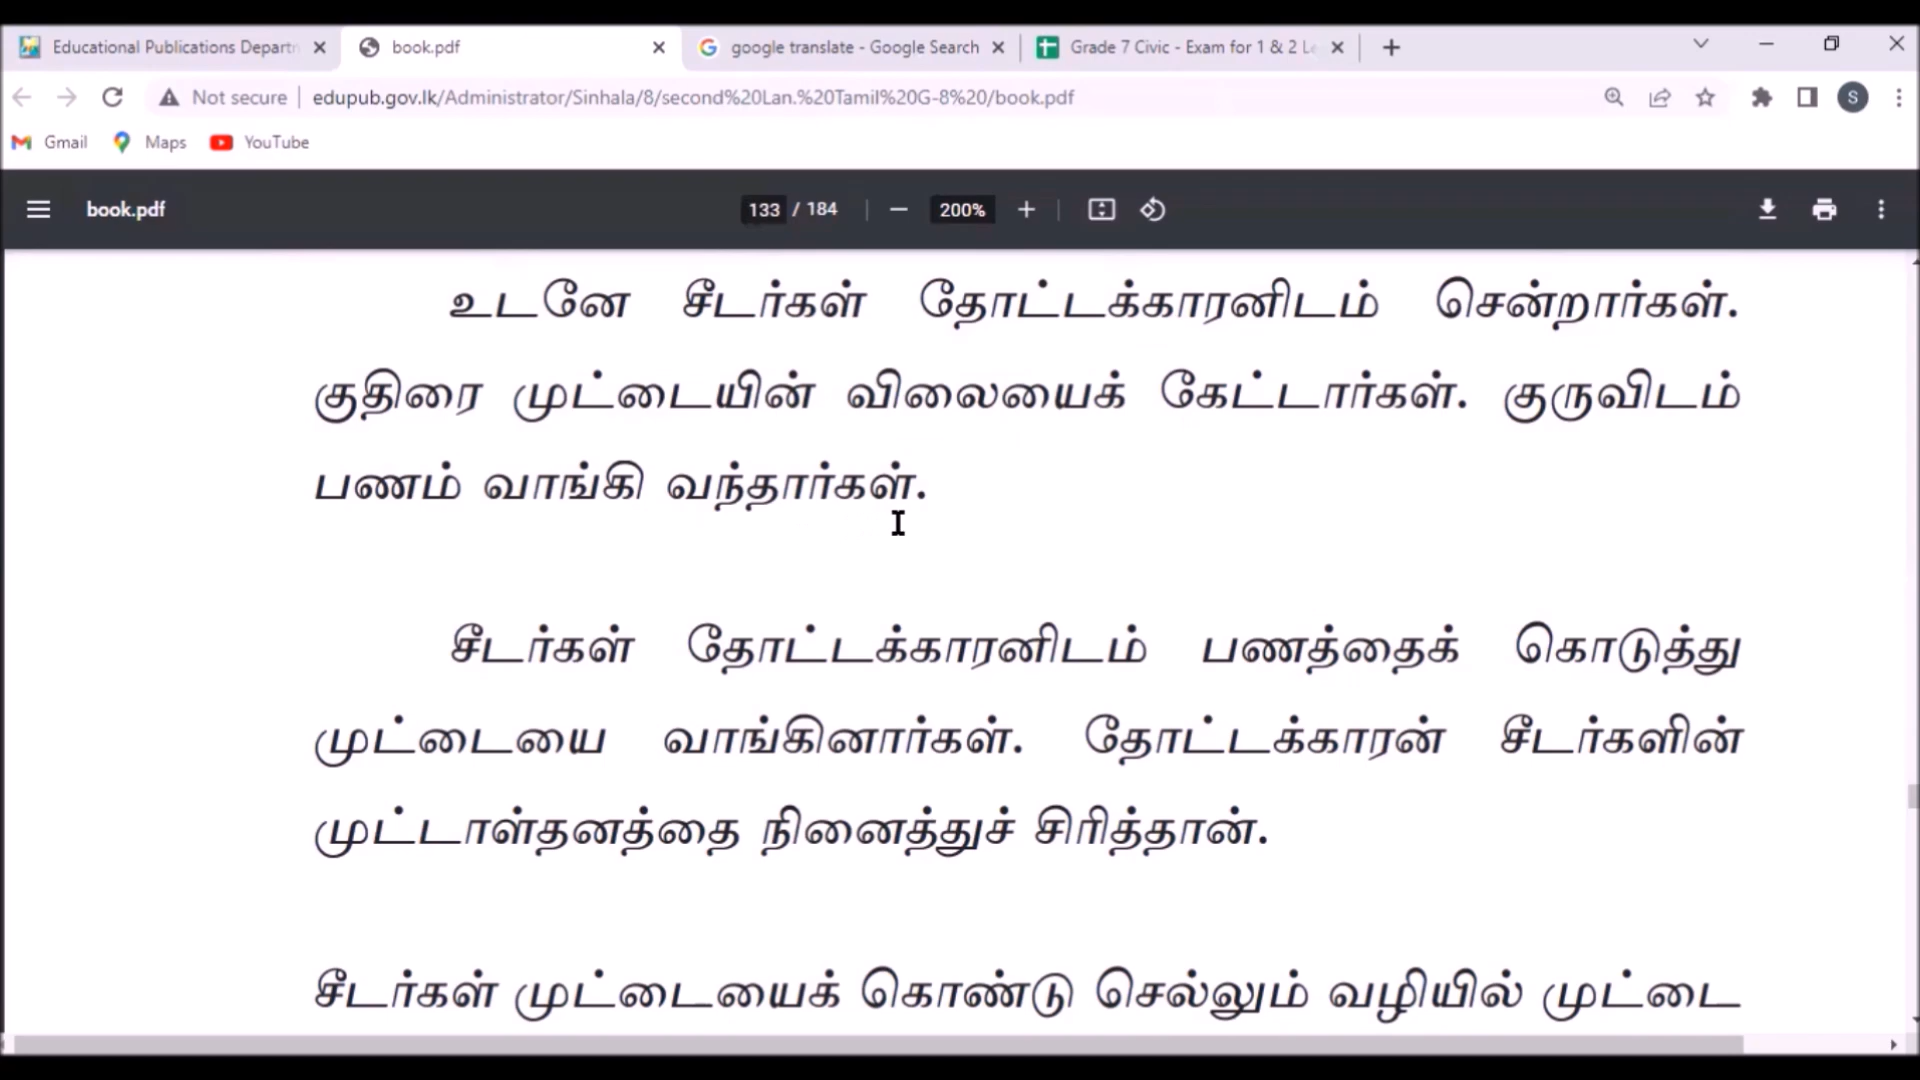 Educational Publications Departn
book.pdf
google translate - Google Search
Grade 7 Civic - Exam for 1 & 2 Le
Not secure
edupub.gov.lk/Administrator/Sinhala/8/second%20Lan.%20Tamil%20G-8%20/book.pdf
S
Gmail
Maps
YouTube
book.pdf
133 / 184
200%
உடனே சீடர்கள் தோட்டக்காரனிடம் சென்றார்கள்.
குதிரை முட்டையின் விலையைக் கேட்டார்கள். குருவிடம்
பணம் வாங்கி வந்தார்கள்.
சீடர்கள் தோட்டக்காரனிடம் பணத்தைக் கொடுத்து
முட்டையை வாங்கினார்கள். தோட்டக்காரன் சீடர்களின்
முட்டாள்தனத்தை நினைத்துச் சிரித்தான்.
சீடர்கள் முட்டையைக் கொண்டு செல்லும் வழியில் முட்டை